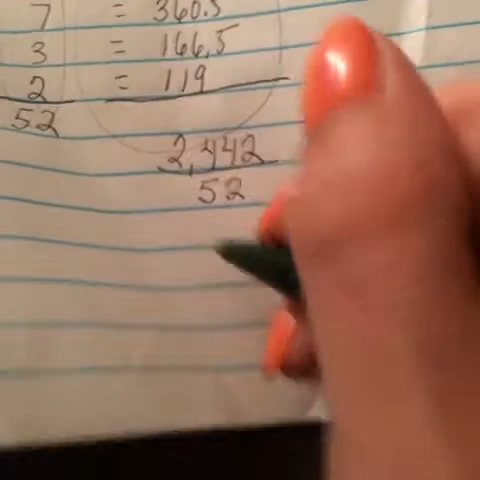 7 = 360.5
3 = 166.5
2 = 119
52
2,442
52